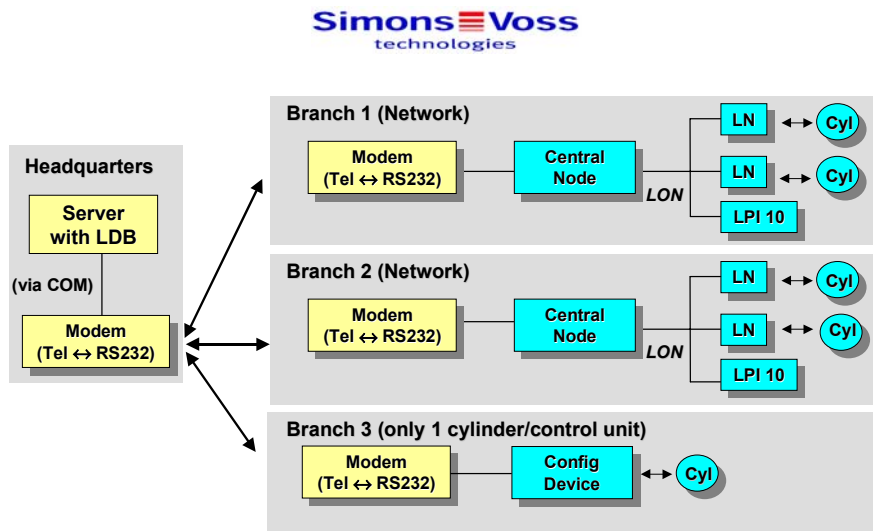 Simons Voss
technologies
Headquarters
Server
with LDB
(via COM)
Modem
(Tel ↔ RS232)
Branch 1 (Network)
Modem
(Tel ↔ RS232)
Central
Node
LON
LN
Cyl
LN
Cyl
LPI 10
Branch 2 (Network)
Modem
(Tel ↔ RS232)
Central
Node
LON
LN
Cyl
LN
Cyl
LPI 10
Branch 3 (only 1 cylinder/control unit)
Modem
(Tel ↔ RS232)
Config
Device
Cyl